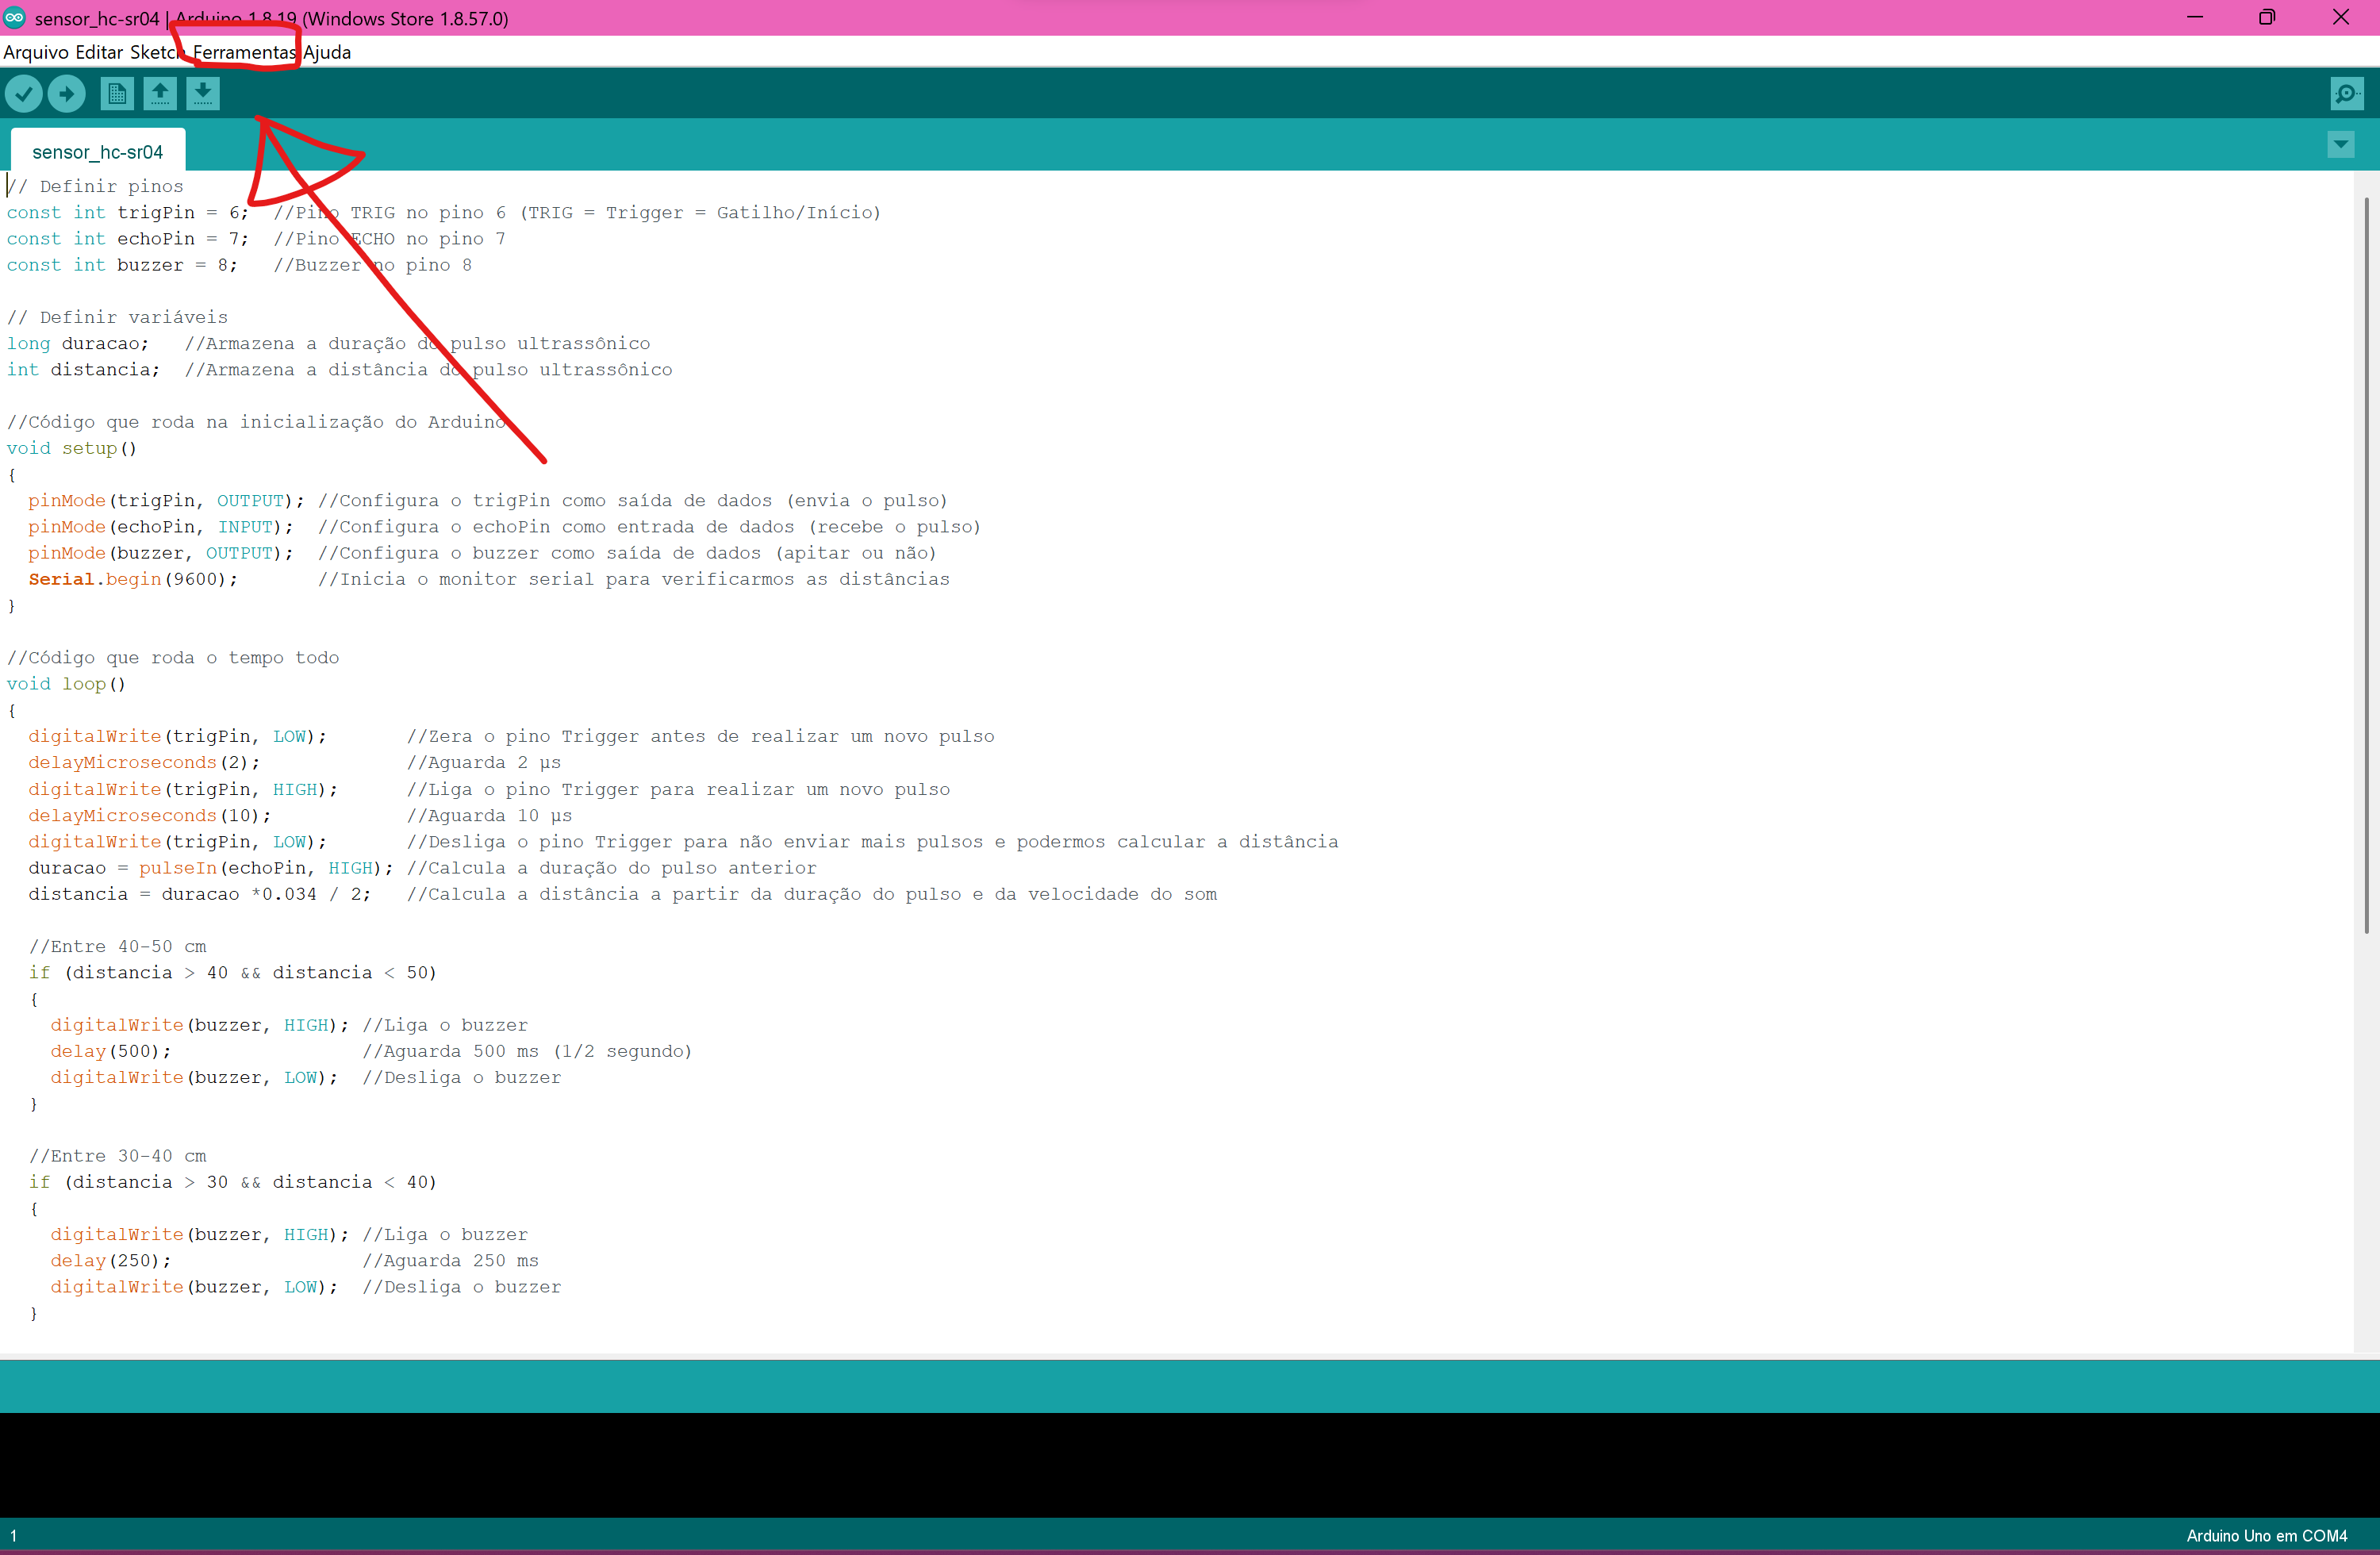 sensor_hc-sr04 | Arduino 1.8.19 (Windows Store 1.8.57.0)
Arquivo Editar Sketch Ferramentas Ajuda
sensor_hc-sr04
// Definir pinos
const int trigPin = 6;  //Pino TRIG no pino 6 (TRIG = Trigger = Gatilho/Início)
const int echoPin = 7;  //Pino ECHO no pino 7
const int buzzer = 8;   //Buzzer no pino 8
// Definir variáveis
long duracao;   //Armazena a duração do pulso ultrassônico
int distancia;  //Armazena a distância do pulso ultrassônico
//Código que roda na inicialização do Arduino
void setup()
{
  pinMode(trigPin, OUTPUT); //Configura o trigPin como saída de dados (envia o pulso)
  pinMode(echoPin, INPUT);  //Configura o echoPin como entrada de dados (recebe o pulso)
  pinMode(buzzer, OUTPUT);  //Configura o buzzer como saída de dados (apitar ou não)
  Serial.begin(9600);       //Inicia o monitor serial para verificarmos as distâncias
}
//Código que roda o tempo todo
void loop()
{
  digitalWrite(trigPin, LOW);       //Zera o pino Trigger antes de realizar um novo pulso
  delayMicroseconds(2);             //Aguarda 2 µs
  digitalWrite(trigPin, HIGH);      //Liga o pino Trigger para realizar um novo pulso
  delayMicroseconds(10);            //Aguarda 10 µs
  digitalWrite(trigPin, LOW);       //Desliga o pino Trigger para não enviar mais pulsos e podermos calcular a distância
  duracao = pulseIn(echoPin, HIGH); //Calcula a duração do pulso anterior
  distancia = duracao *0.034 / 2;   //Calcula a distância a partir da duração do pulso e da velocidade do som
  //Entre 40-50 cm
  if (distancia > 40 && distancia < 50)
  {
    digitalWrite(buzzer, HIGH); //Liga o buzzer
    delay(500);                 //Aguarda 500 ms (1/2 segundo)
    digitalWrite(buzzer, LOW);  //Desliga o buzzer
  }
  //Entre 30-40 cm
  if (distancia > 30 && distancia < 40)
  {
    digitalWrite(buzzer, HIGH); //Liga o buzzer
    delay(250);                 //Aguarda 250 ms
    digitalWrite(buzzer, LOW);  //Desliga o buzzer
  }
1
Arduino Uno em COM4